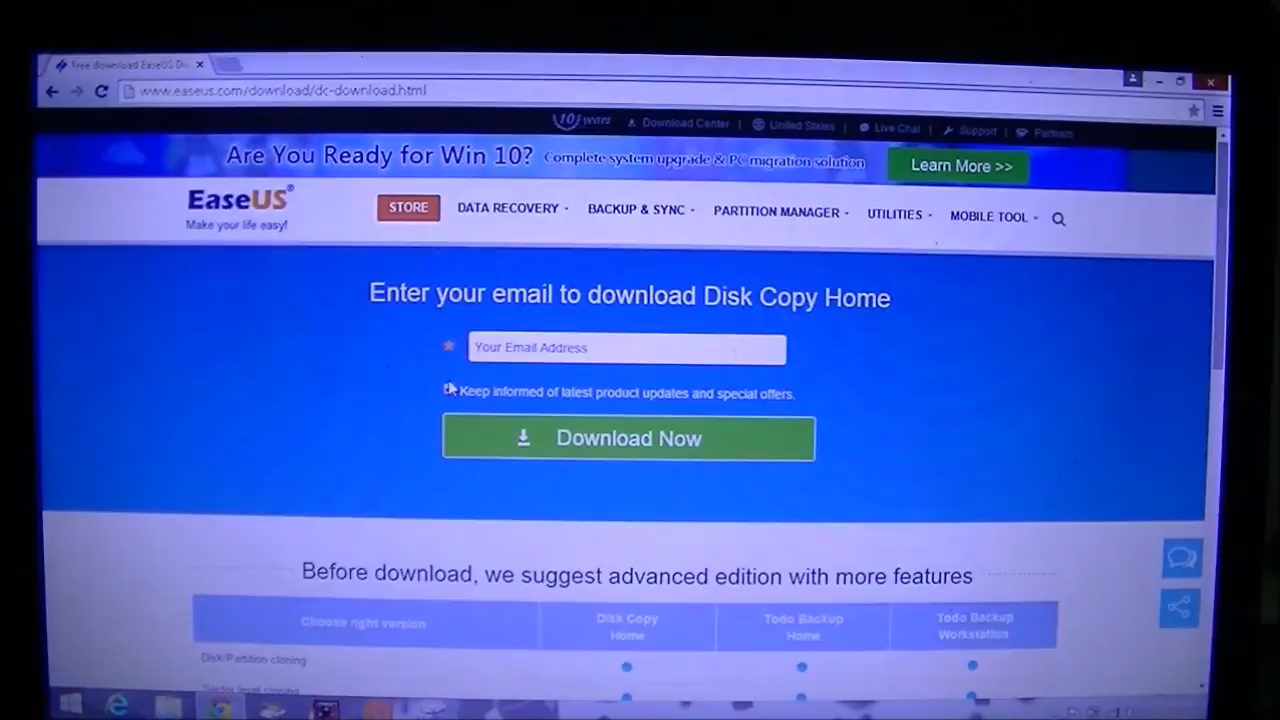 Free download EaseUS Dis
www.easeus.com/download/dc-download.html
10 years
Download Center | United States | Live Chat | Support | Partners
Are You Ready for Win 10? Complete system upgrade & PC migration solution Learn More >>
EaseUS®
Make your life easy!
STORE DATA RECOVERY BACKUP & SYNC PARTITION MANAGER UTILITIES MOBILE TOOL
Enter your email to download Disk Copy Home
Your Email Address
Keep informed of latest product updates and special offers.
Download Now
Before download, we suggest advanced edition with more features
Choose right version
Disk Copy
Home
Todo Backup
Home
Todo Backup
Workstation
Disk/Partition cloning
Sector level cloning